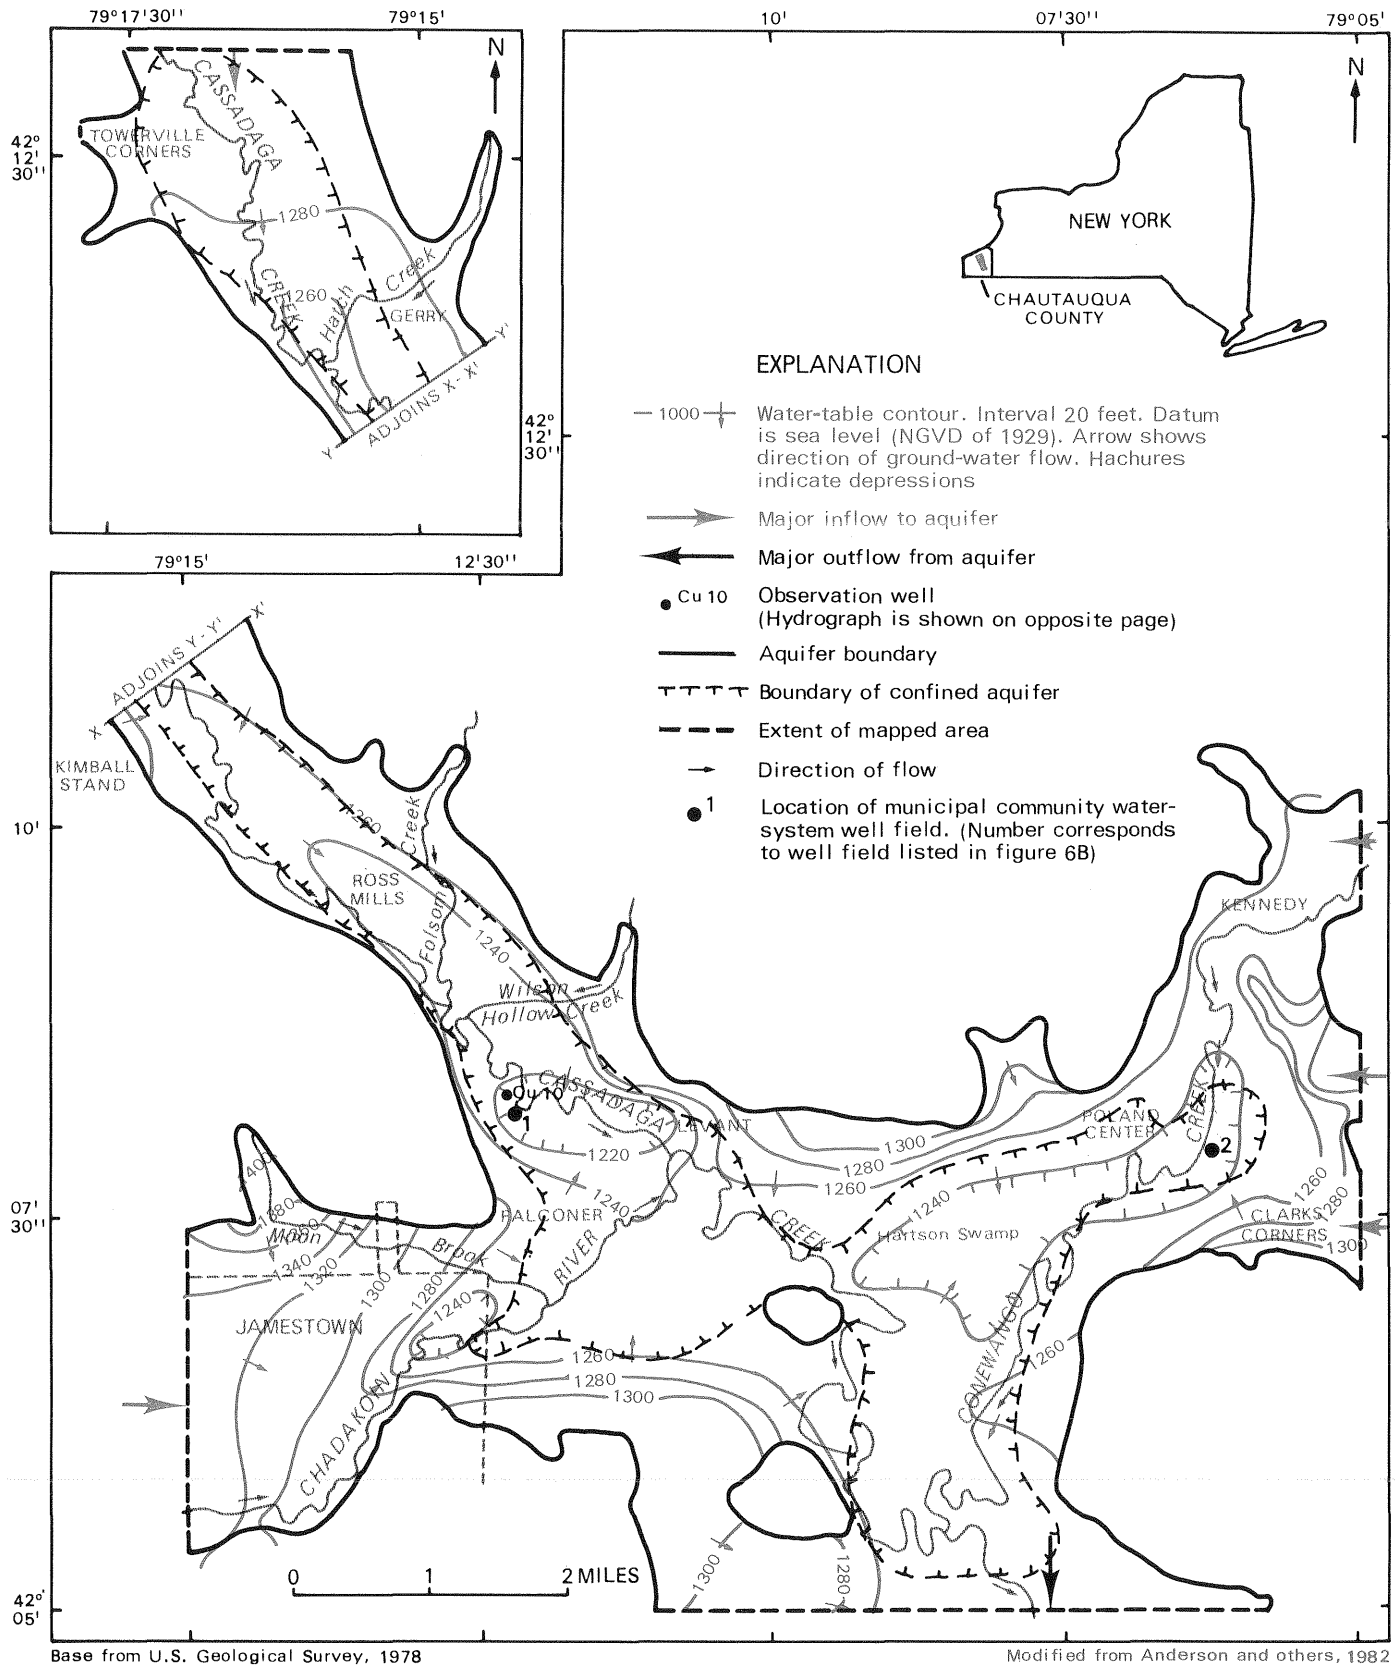 79°17'30''
79°15'
10'
07'30''
79°05'
N
N
CASSADAGA
TOWERVILLE
CORNERS
42°
12'
30''
1280
CREEK
1260
Hatch
Creek
GERRY
Y'
ADJOINS X-X'
Y
42°
12'
30''
NEW YORK
CHAUTAUQUA
COUNTY
EXPLANATION
1000
Water-table contour. Interval 20 feet. Datum
is sea level (NGVD of 1929). Arrow shows
direction of ground-water flow. Hachures
indicate depressions
Major inflow to aquifer
Major outflow from aquifer
Cu 10
Observation well
(Hydrograph is shown on opposite page)
Aquifer boundary
Boundary of confined aquifer
Extent of mapped area
Direction of flow
1
Location of municipal community water-
system well field. (Number corresponds
to well field listed in figure 6B)
79°15'
12'30''
X'
ADJOINS Y-Y'
X
KIMBALL
STAND
10'
1260
Creek
Folsom
ROSS
MILLS
1240
Wilson
Hollow Creek
KENNEDY
Cu 10
1
CASSADAGA
LEVANT
1220
1240
FALCONER
RIVER
CREEK
1300
1280
1260
1240
Hartson Swamp
POLAND
CENTER
CREEK
2
1260
1280
CLARKS
CORNERS
1300
07'
30''
1400
1380
Moon
Brook
1340
1320
1300
1280
1240
JAMESTOWN
CHADAKOIN
1260
1280
1300
CONEWANGO
1260
1300
1280
0
1
2 MILES
42°
05'
Base from U.S. Geological Survey, 1978
Modified from Anderson and others, 1982